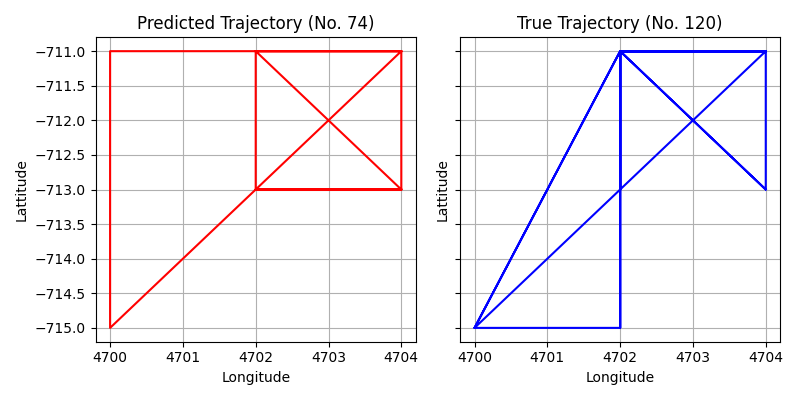 Predicted Trajectory (No. 74)
True Trajectory (No. 120)
−711.0
−711.5
−712.0
−712.5
−713.0
−713.5
−714.0
−714.5
−715.0
Lattitude
Lattitude
4700 4701 4702 4703 4704
4700 4701 4702 4703 4704
Longitude
Longitude